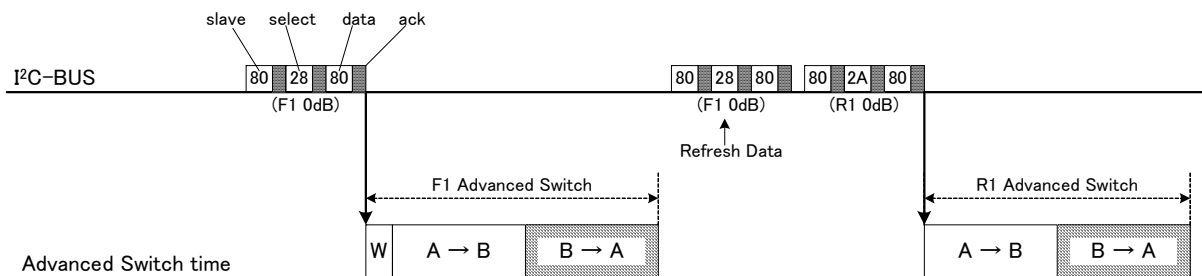 slave select data ack
I²C-BUS 80 28 80 80 28 80 80 2A 80
(F1 0dB) (F1 0dB) (R1 0dB)
Refresh Data
F1 Advanced Switch R1 Advanced Switch
W A → B B → A A → B B → A
Advanced Switch time